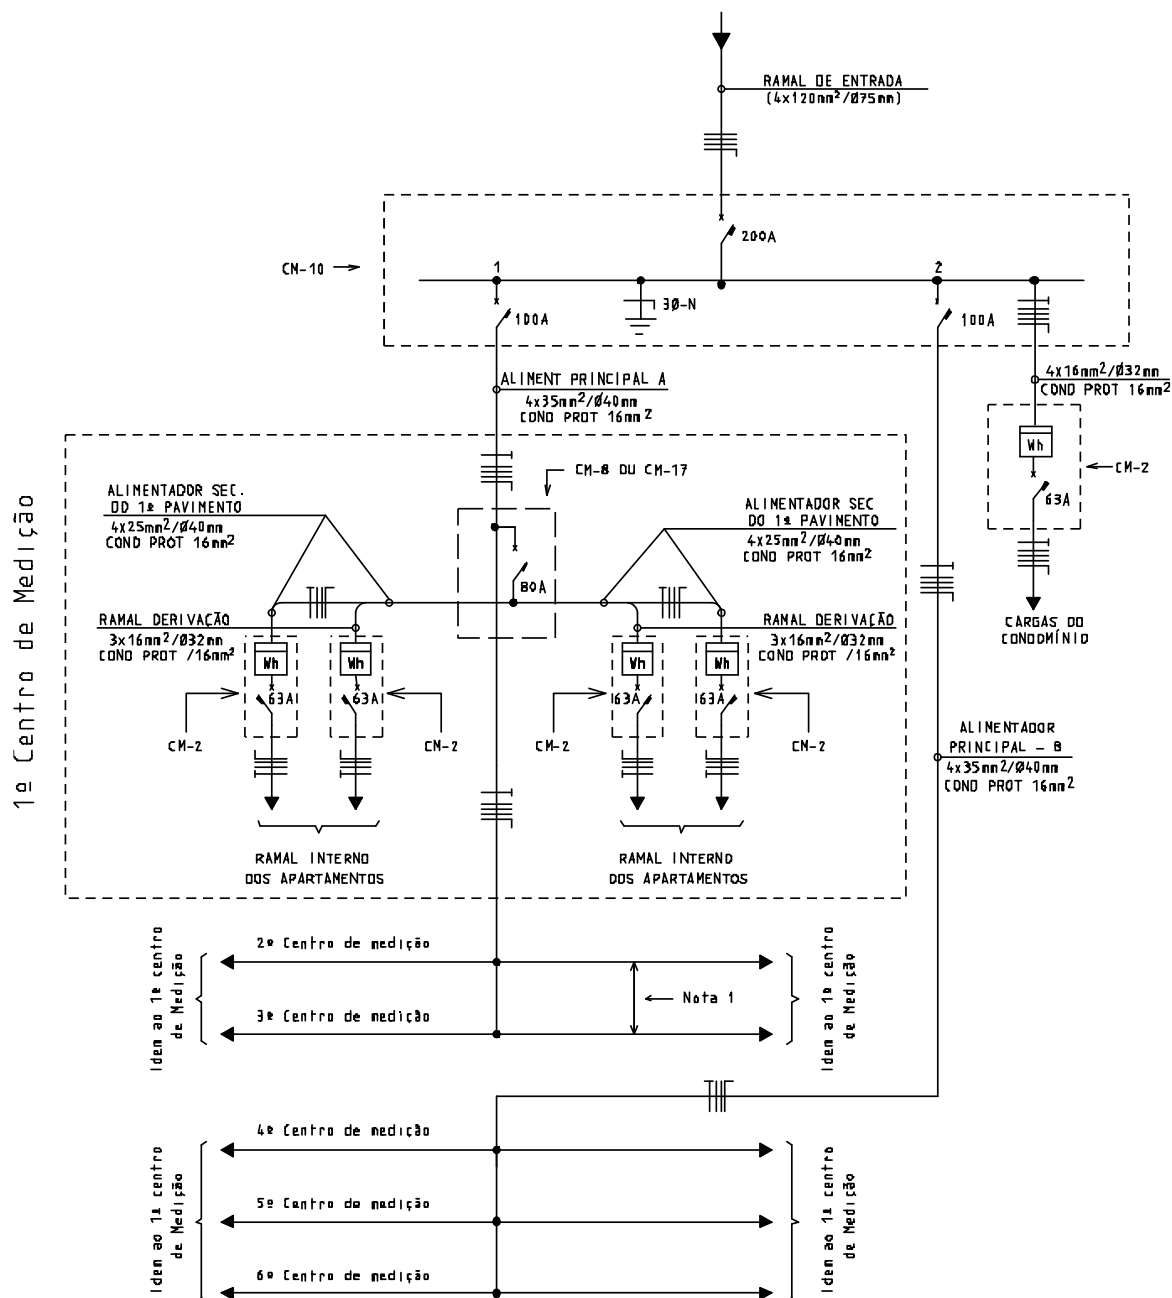 RAMAL DE ENTRADA
(4x120mm²/Ø75mm)
200A
CM-10
1
2
3Ø-N
100A
100A
ALIMENT PRINCIPAL A
4x35mm²/Ø40mm
COND PROT 16mm²
4x16mm²/Ø32mm
COND PROT 16mm²
Wh
CM-2
63A
CARGAS DO
CONDOMÍNIO
1º Centro de Medição
CM-8 OU CM-17
ALIMENTADOR SEC.
DO 1º PAVIMENTO
4x25mm²/Ø40mm
COND PROT 16mm²
ALIMENTADOR SEC
DO 1º PAVIMENTO
4x25mm²/Ø40mm
COND PROT 16mm²
80A
RAMAL DERIVAÇÃO
3x16mm²/Ø32mm
COND PROT /16mm²
RAMAL DERIVAÇÃO
3x16mm²/Ø32mm
COND PROT /16mm²
Wh
Wh
Wh
Wh
63A
63A
63A
63A
CM-2
CM-2
CM-2
CM-2
ALIMENTADOR
PRINCIPAL - B
4x35mm²/Ø40mm
COND PROT 16mm²
RAMAL INTERNO
DOS APARTAMENTOS
RAMAL INTERNO
DOS APARTAMENTOS
2º Centro de medição
3º Centro de medição
Nota 1
Idem ao 1º centro
de Medição
Idem ao 1º centro
de Medição
4º Centro de medição
5º Centro de medição
6º Centro de medição
Idem ao 1º centro
de Medição
Idem ao 1º centro
de Medição